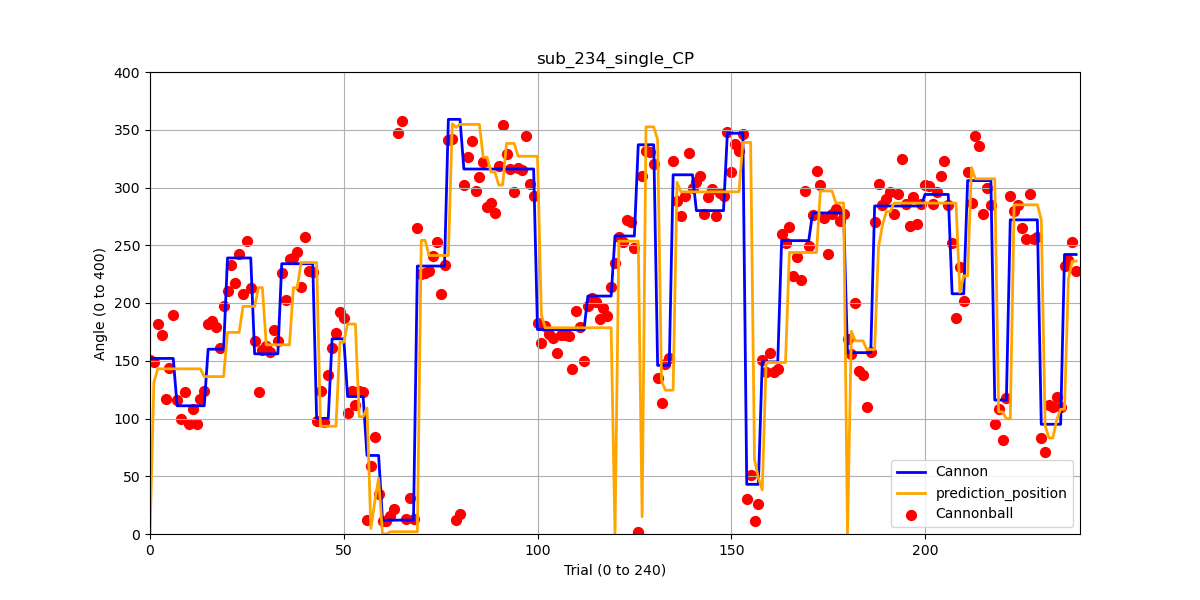 sub_234_single_CP
400
350
300
250
200
150
100
50
0
Angle (0 to 400)
0 50 100 150 200
Trial (0 to 240)
Cannon
prediction_position
Cannonball